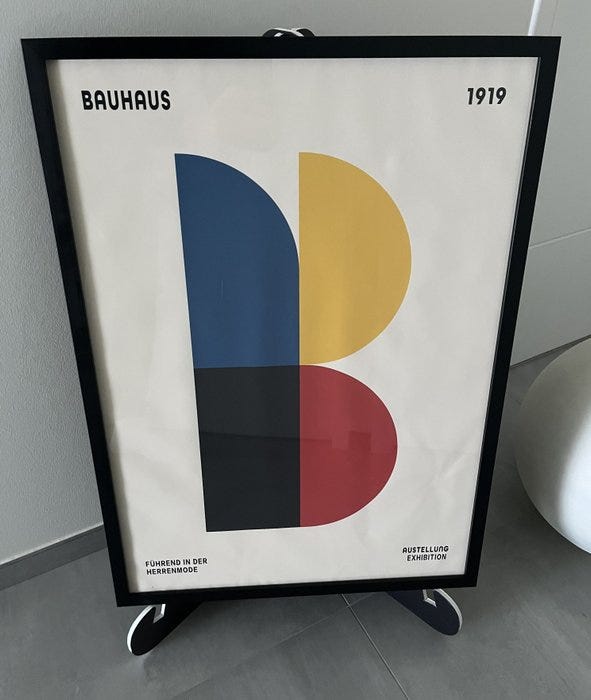 BAUHAUS
1919
FÜHREND IN DER
HERRENMODE
AUSTELLUNG
EXHIBITION